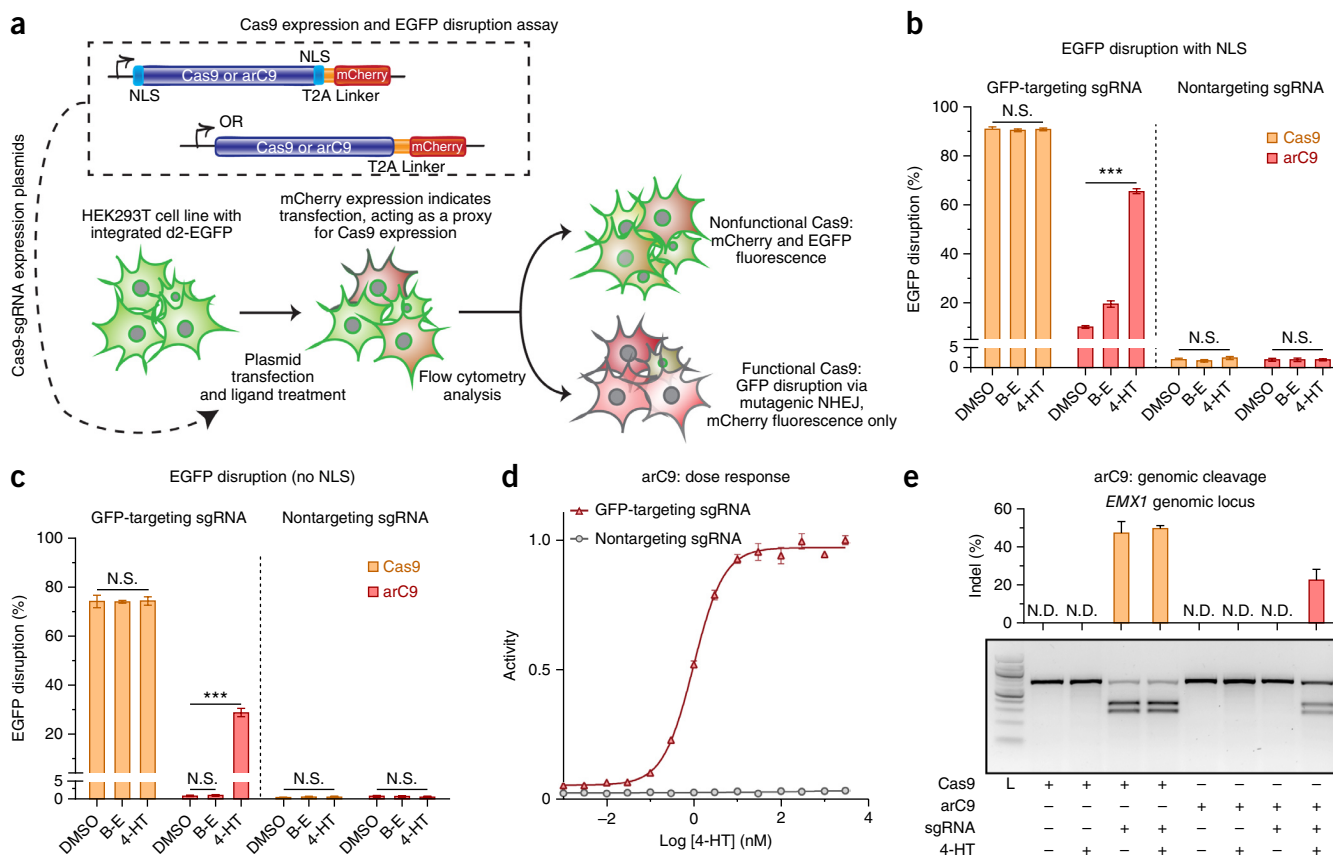 a
Cas9 expression and EGFP disruption assay
NLS
Cas9 or arC9
mCherry
NLS
T2A Linker
OR
Cas9 or arC9
mCherry
T2A Linker
Cas9-sgRNA expression plasmids
HEK293T cell line with
integrated d2-EGFP
mCherry expression indicates
transfection, acting as a proxy
for Cas9 expression
Plasmid
transfection
and ligand treatment
Flow cytometry
analysis
Nonfunctional Cas9:
mCherry and EGFP
fluorescence
Functional Cas9:
GFP disruption via
mutagenic NHEJ,
mCherry fluorescence only
b
EGFP disruption with NLS
GFP-targeting sgRNA
Nontargeting sgRNA
EGFP disruption (%)
100
80
60
40
20
5
0
N.S.
***
N.S.
N.S.
Cas9
arC9
DMSO
B-E
4-HT
DMSO
B-E
4-HT
DMSO
B-E
4-HT
DMSO
B-E
4-HT
c
EGFP disruption (no NLS)
GFP-targeting sgRNA
Nontargeting sgRNA
EGFP disruption (%)
100
80
60
40
20
5
0
N.S.
N.S.
***
N.S.
N.S.
Cas9
arC9
DMSO
B-E
4-HT
DMSO
B-E
4-HT
DMSO
B-E
4-HT
DMSO
B-E
4-HT
d
arC9: dose response
GFP-targeting sgRNA
Nontargeting sgRNA
Activity
1.0
0.5
0
–2
0
2
4
Log [4-HT] (nM)
e
arC9: genomic cleavage
EMX1 genomic locus
Indel (%)
60
40
20
0
N.D. N.D. N.D. N.D. N.D.
Cas9 L + + + + – – – –
arC9 – – – – + + + +
sgRNA – – + + – – + +
4-HT – + – + – + – +